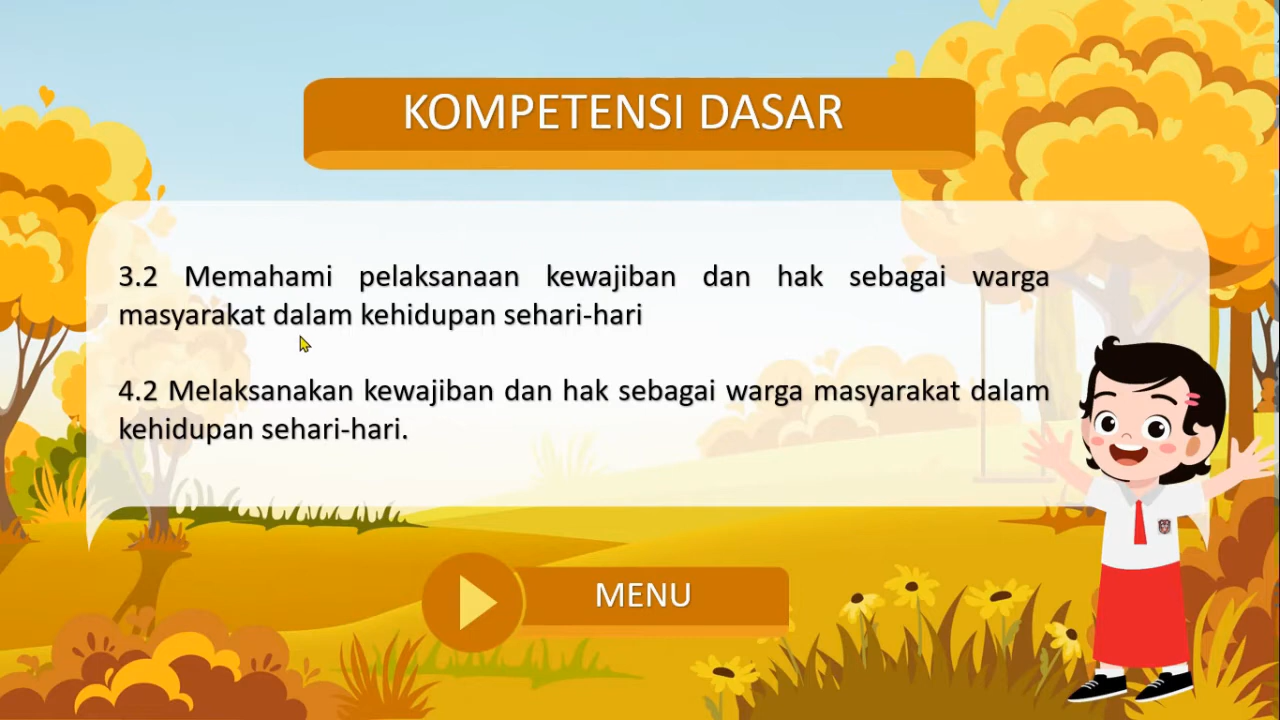 KOMPETENSI DASAR
3.2 Memahami pelaksanaan kewajiban dan hak sebagai warga
masyarakat dalam kehidupan sehari-hari
4.2 Melaksanakan kewajiban dan hak sebagai warga masyarakat dalam
kehidupan sehari-hari.
MENU